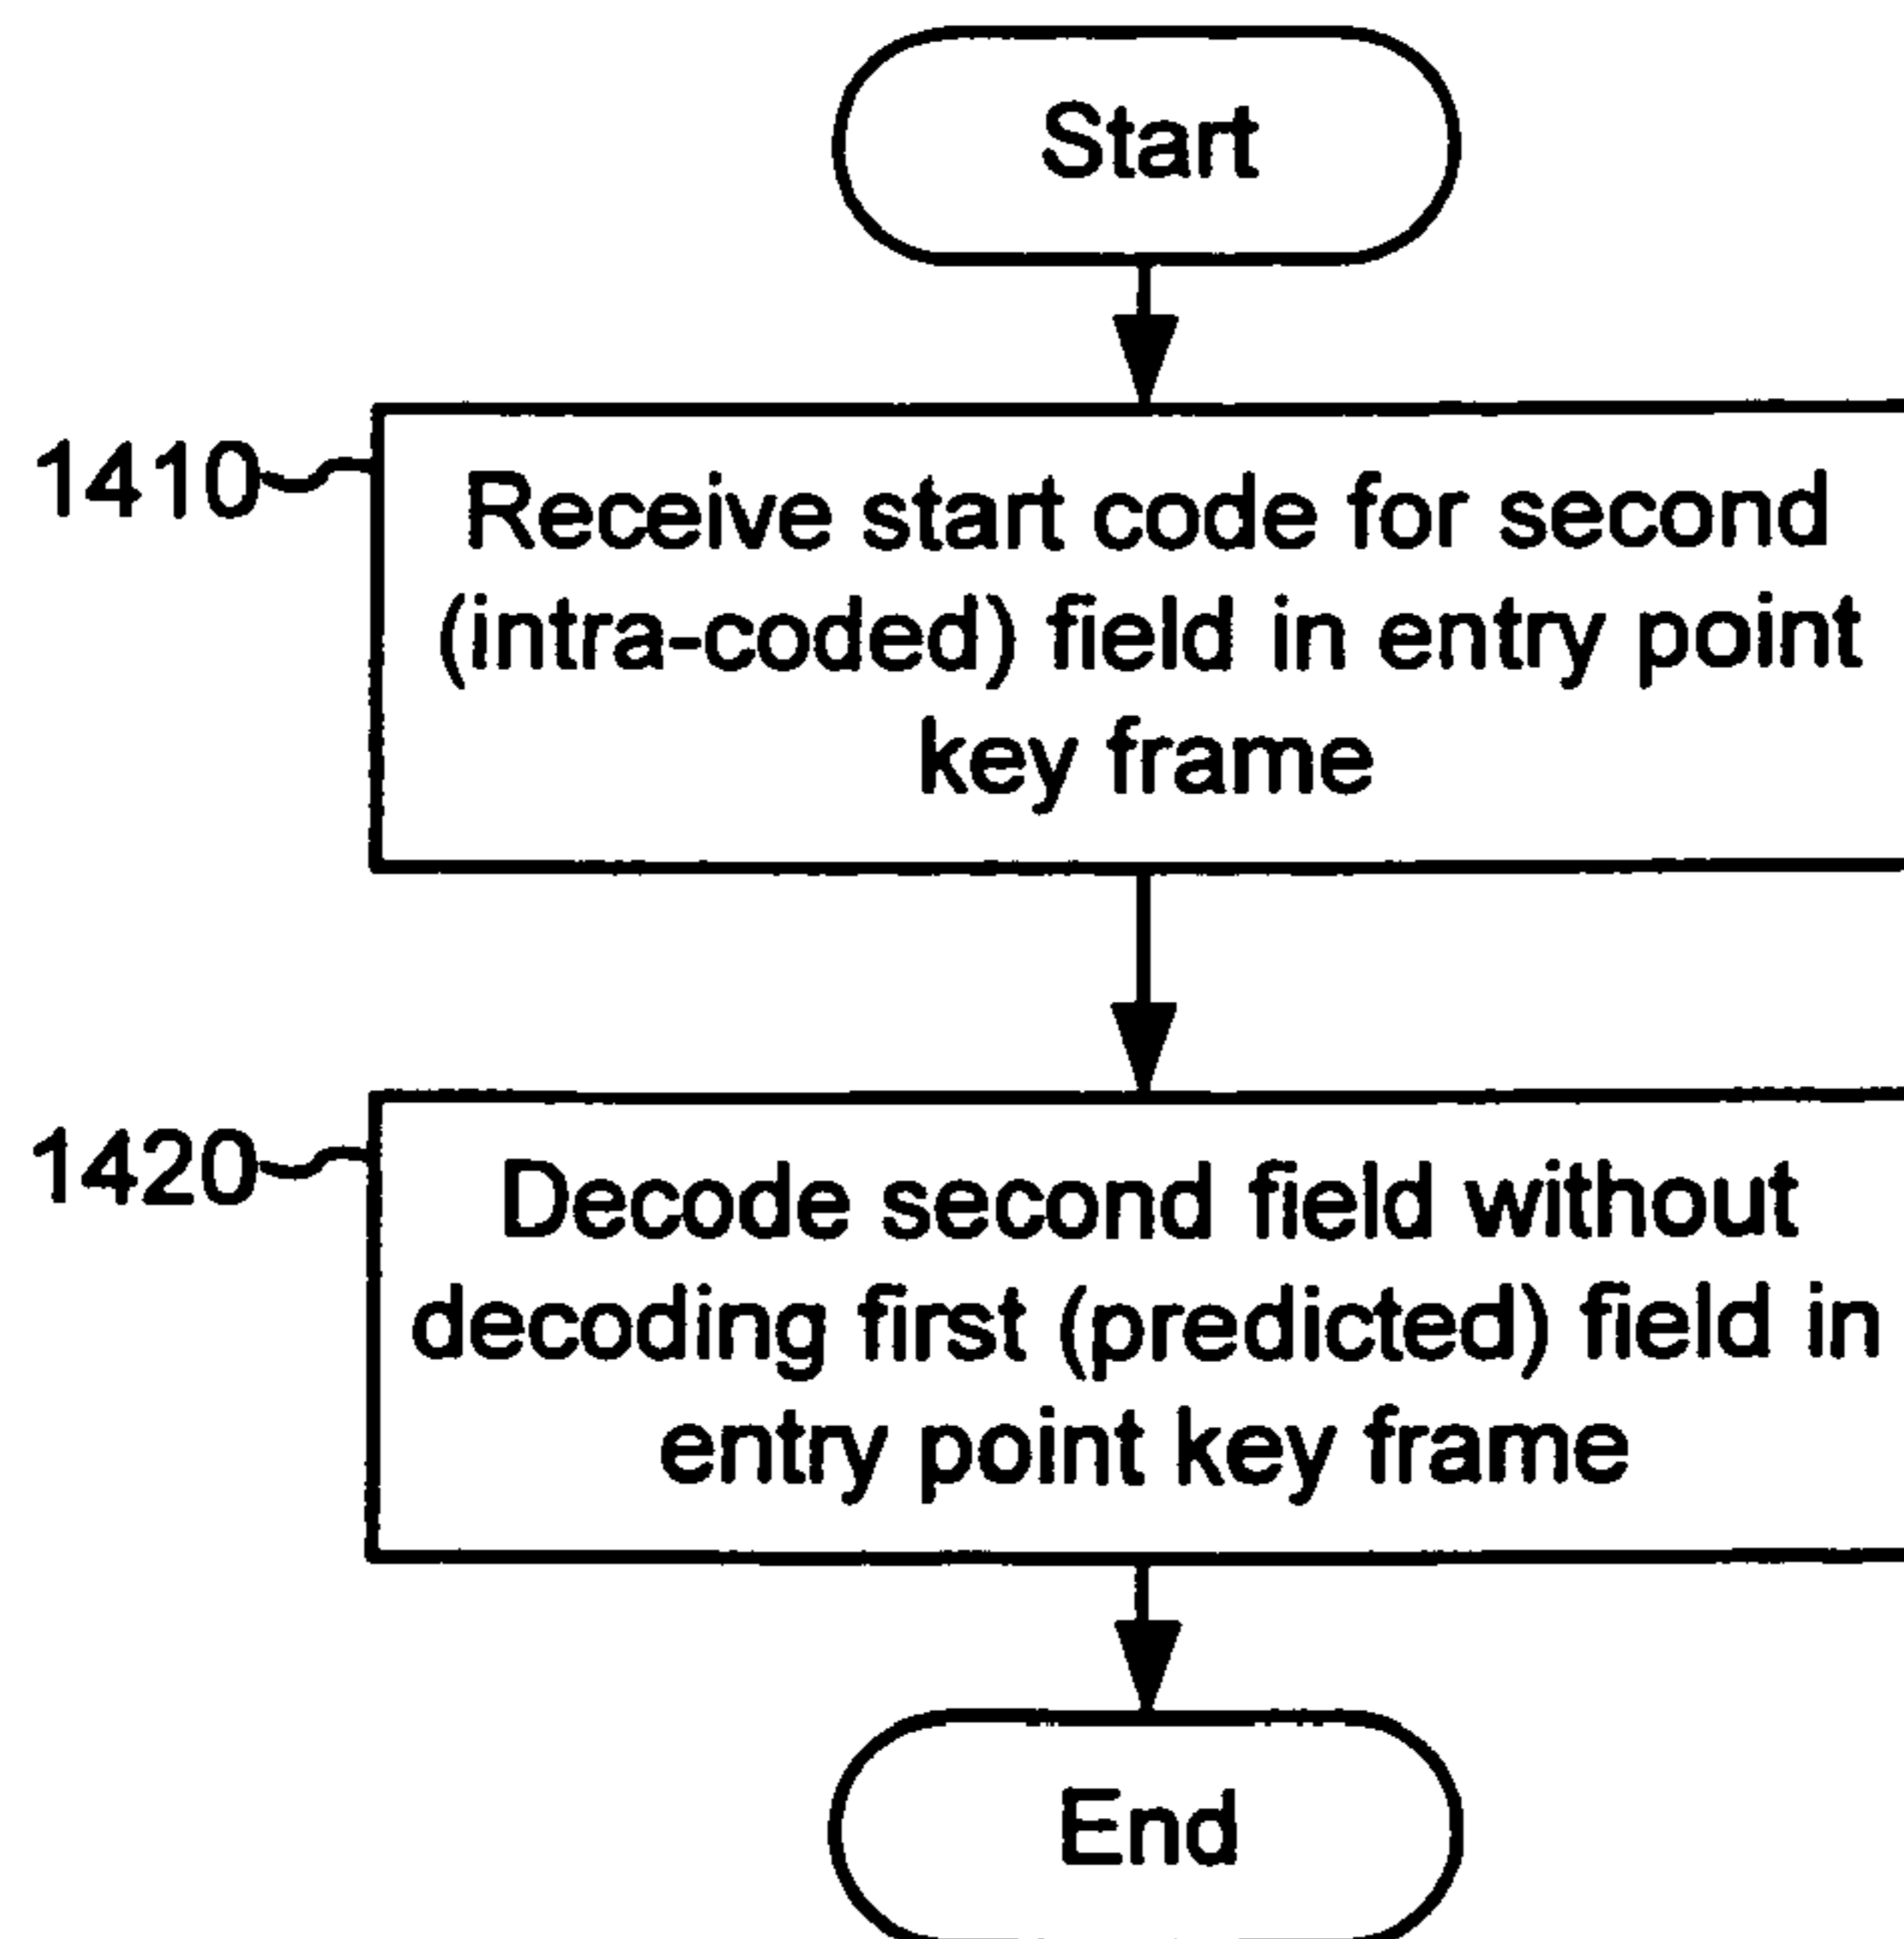 Start
1410
Receive start code for second
(intra-coded) field in entry point
key frame
1420
Decode second field without
decoding first (predicted) field in
entry point key frame
End